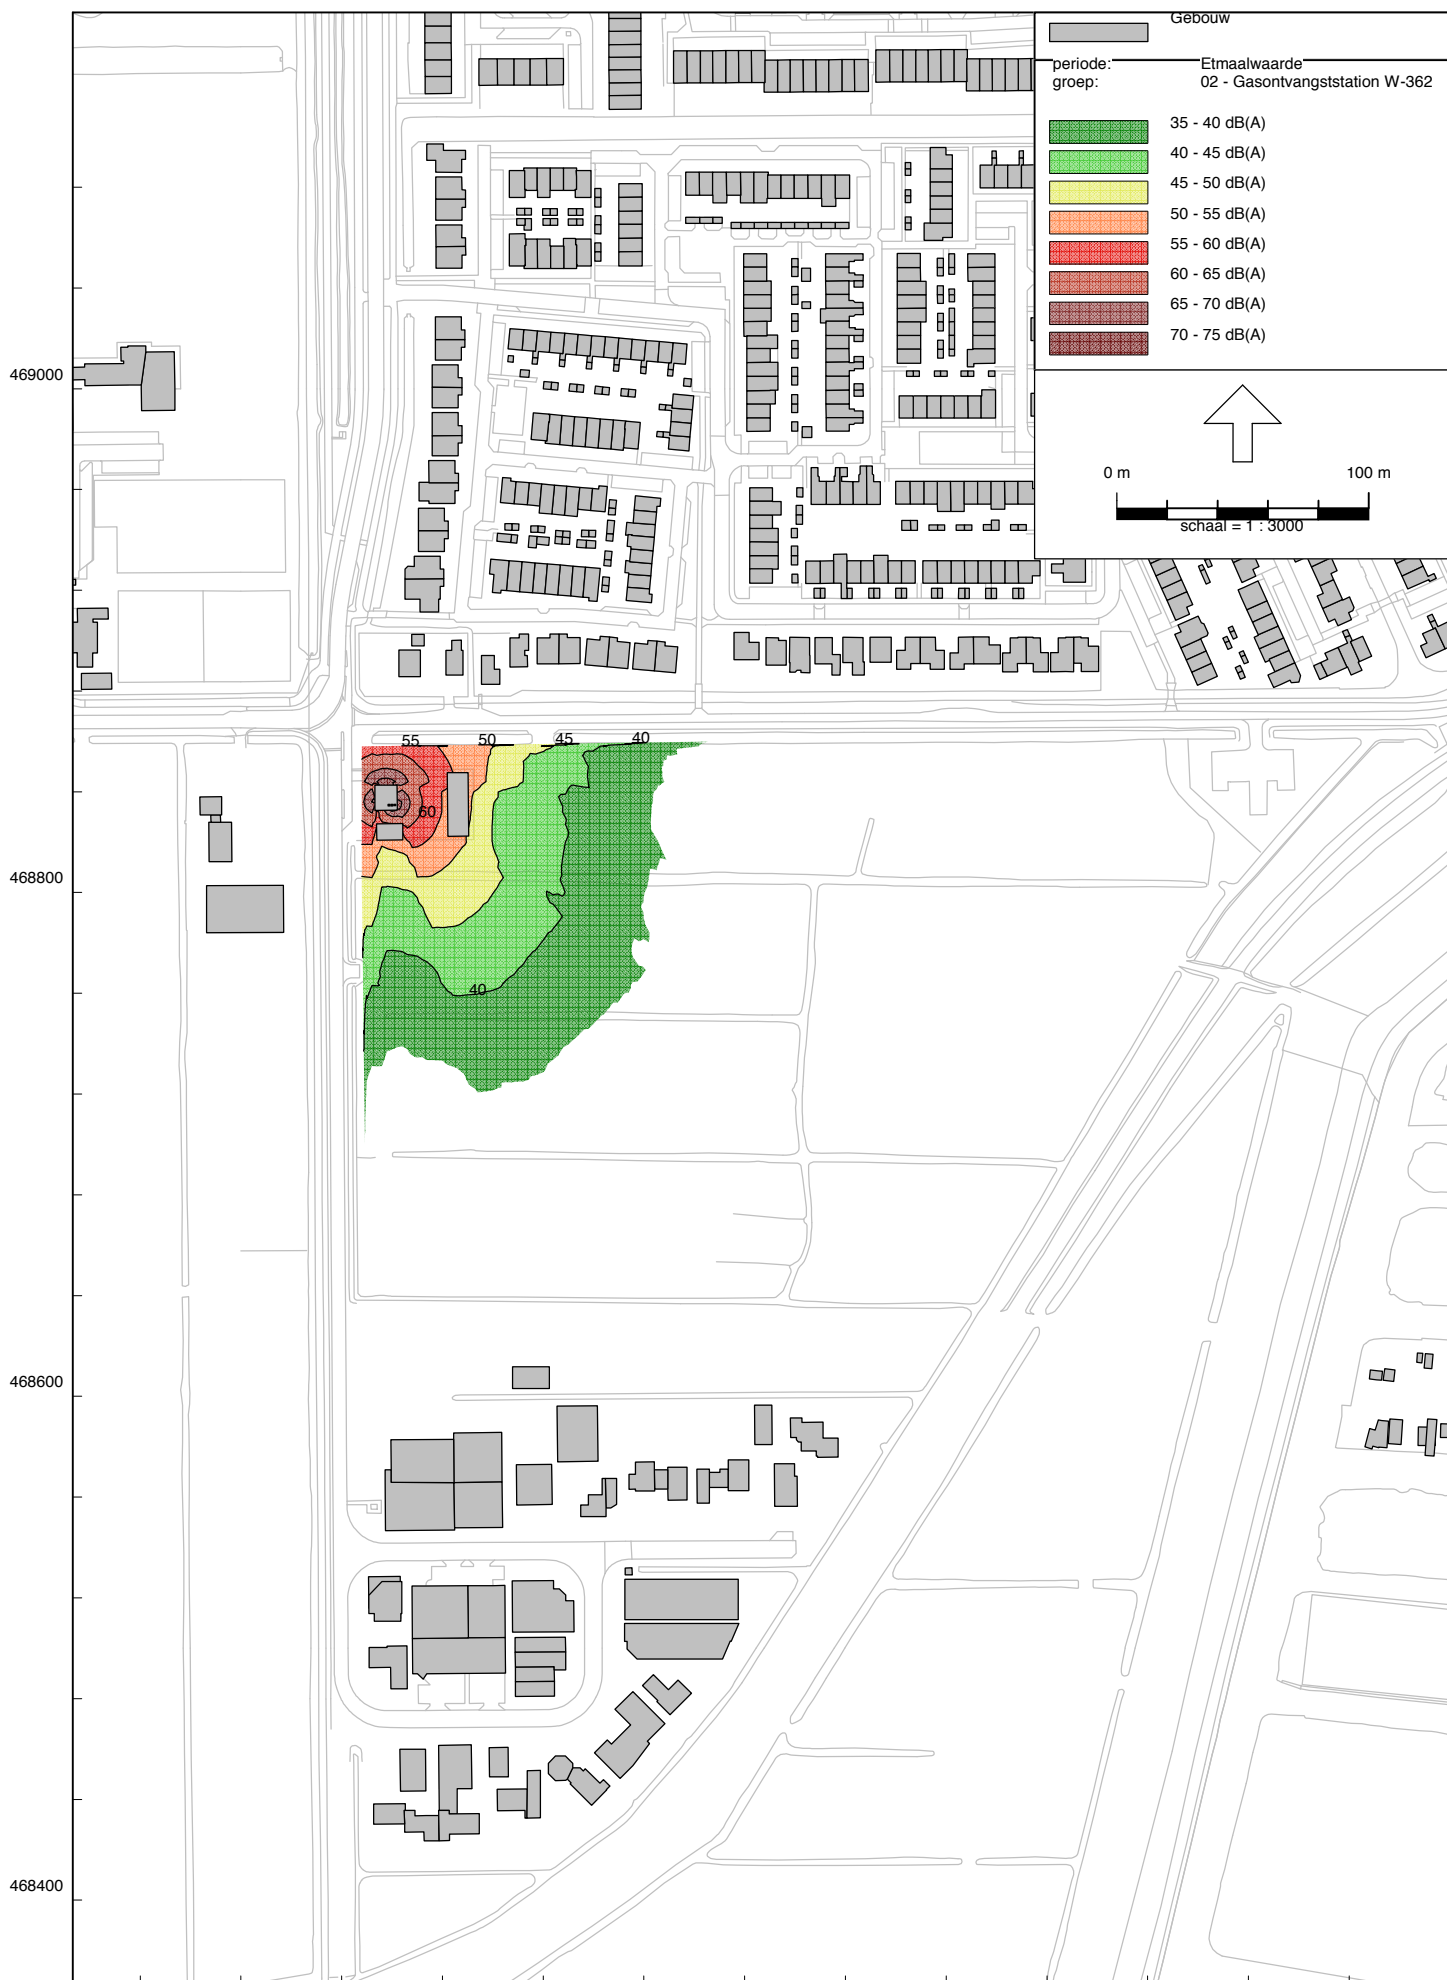 Gebouw
periode: Etmaalwaarde
groep: 02 - Gasontvangststation W-362
35 - 40 dB(A)
40 - 45 dB(A)
45 - 50 dB(A)
50 - 55 dB(A)
55 - 60 dB(A)
60 - 65 dB(A)
65 - 70 dB(A)
70 - 75 dB(A)
0 m 100 m
schaal = 1 : 3000
469000
55 50 45 40
60
468800
40
468600
468400